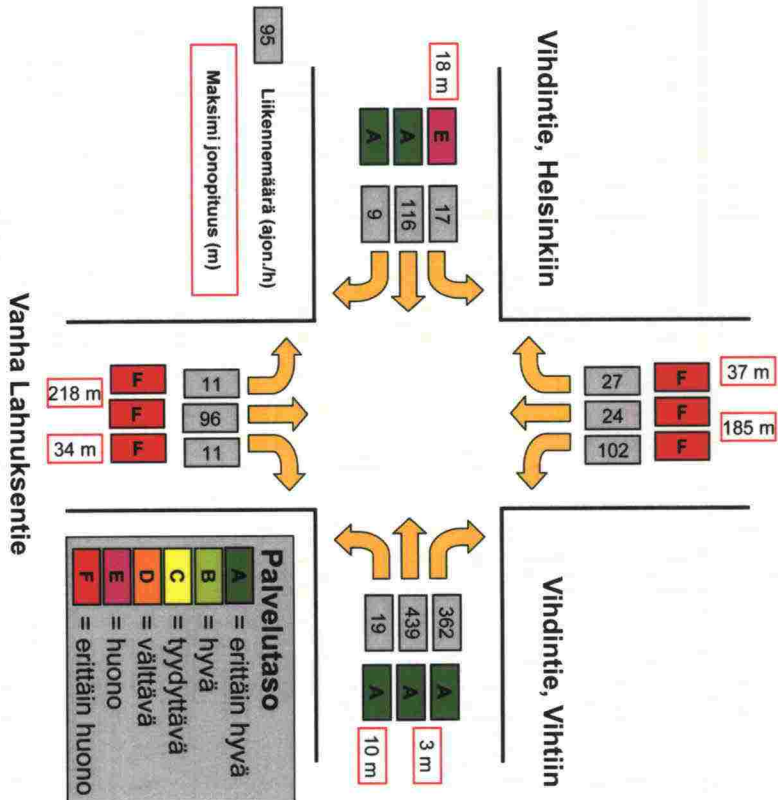 Vihdintie, Helsinkiin
18 m
E
A
A
17
116
9
95
Liikennemäärä (ajon./h)
Maksimi jonopituus (m)
27
24
102
F
F
F
37 m
185 m
11
96
11
F
F
F
218 m
34 m
Vanha Lahnuksentie
Vihdintie, Vihtiin
362
439
19
A
A
A
3 m
10 m
Palvelutaso
A = erittäin hyvä
B = hyvä
C = tyydyttävä
D = välttävä
E = huono
F = erittäin huono